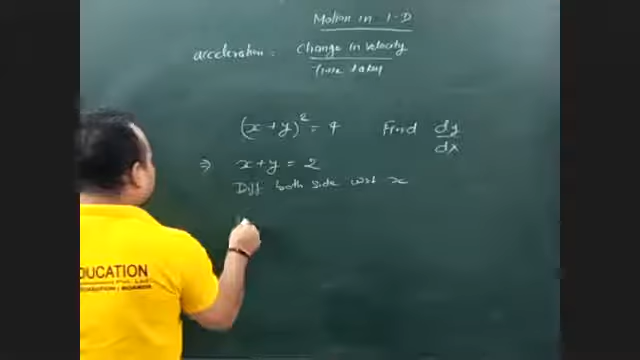 Motion in 1-D
acceleration = Change in velocity
Time taken
(x+y)² = 4 Find dy
dx
⇒ x+y = 2
Diff both side wrt x
EDUCATION